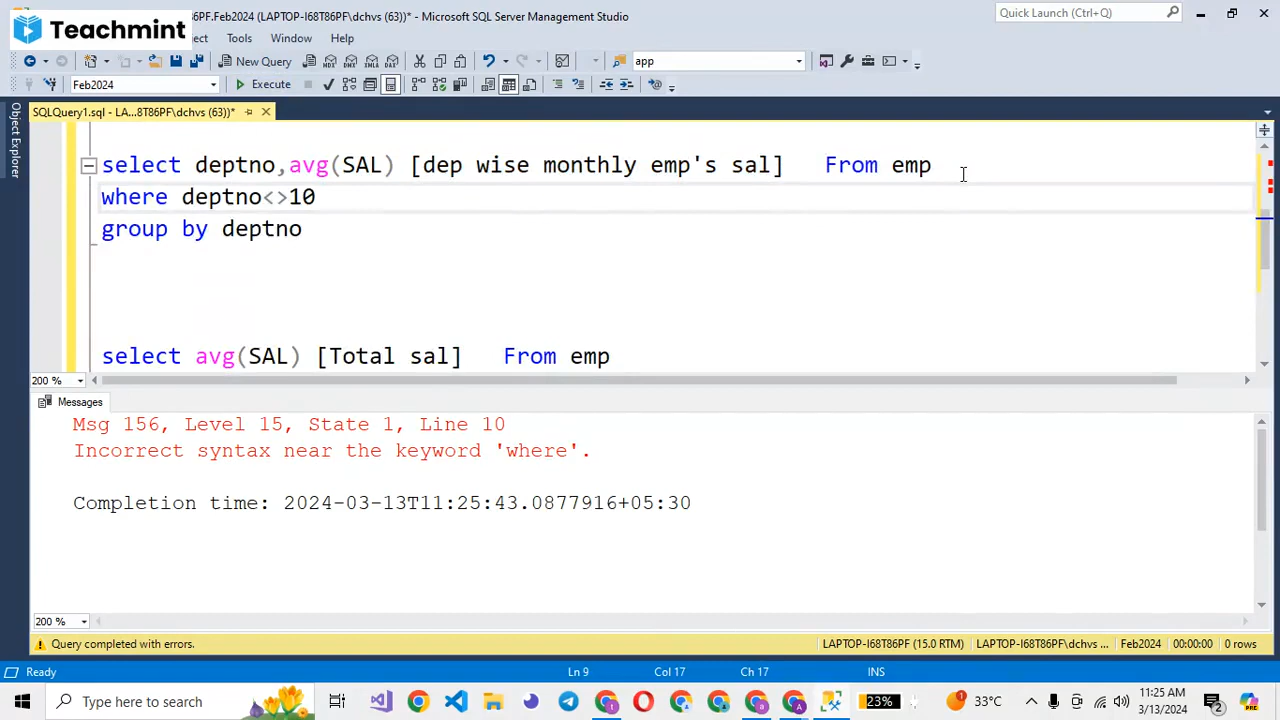 PF.Feb2024 (LAPTOP-I68T86PF\dchvs (63))* - Microsoft SQL Server Management Studio
Quick Launch (Ctrl+Q)
Teachmint
Tools Window Help
New Query
app
Feb2024
Execute
SQLQuery1.sql - LA...8T86PF\dchvs (63))*
Object Explorer
select deptno,avg(SAL) [dep wise monthly emp's sal] From emp
where deptno<>10
group by deptno
select avg(SAL) [Total sal] From emp
200 %
Messages
Msg 156, Level 15, State 1, Line 10
Incorrect syntax near the keyword 'where'.
Completion time: 2024-03-13T11:25:43.0877916+05:30
200 %
Query completed with errors.
LAPTOP-I68T86PF (15.0 RTM)
LAPTOP-I68T86PF\dchvs ...
Feb2024
00:00:00
0 rows
Ready
Ln 9
Col 17
Ch 17
INS
Type here to search
23%
1
33°C
11:25 AM
3/13/2024
2